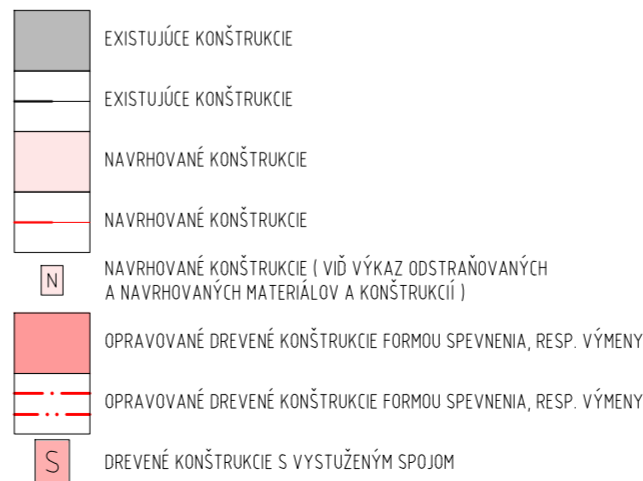 EXISTUJÚCE KONŠTRUKCIE
EXISTUJÚCE KONŠTRUKCIE
NAVRHOVANÉ KONŠTRUKCIE
NAVRHOVANÉ KONŠTRUKCIE
N
NAVRHOVANÉ KONŠTRUKCIE ( VIĎ VÝKAZ ODSTRAŇOVANÝCH
A NAVRHOVANÝCH MATERIÁLOV A KONŠTRUKCIÍ )
OPRAVOVANÉ DREVENÉ KONŠTRUKCIE FORMOU SPEVNENIA, RESP. VÝMENY
OPRAVOVANÉ DREVENÉ KONŠTRUKCIE FORMOU SPEVNENIA, RESP. VÝMENY
S
DREVENÉ KONŠTRUKCIE S VYSTUŽENÝM SPOJOM